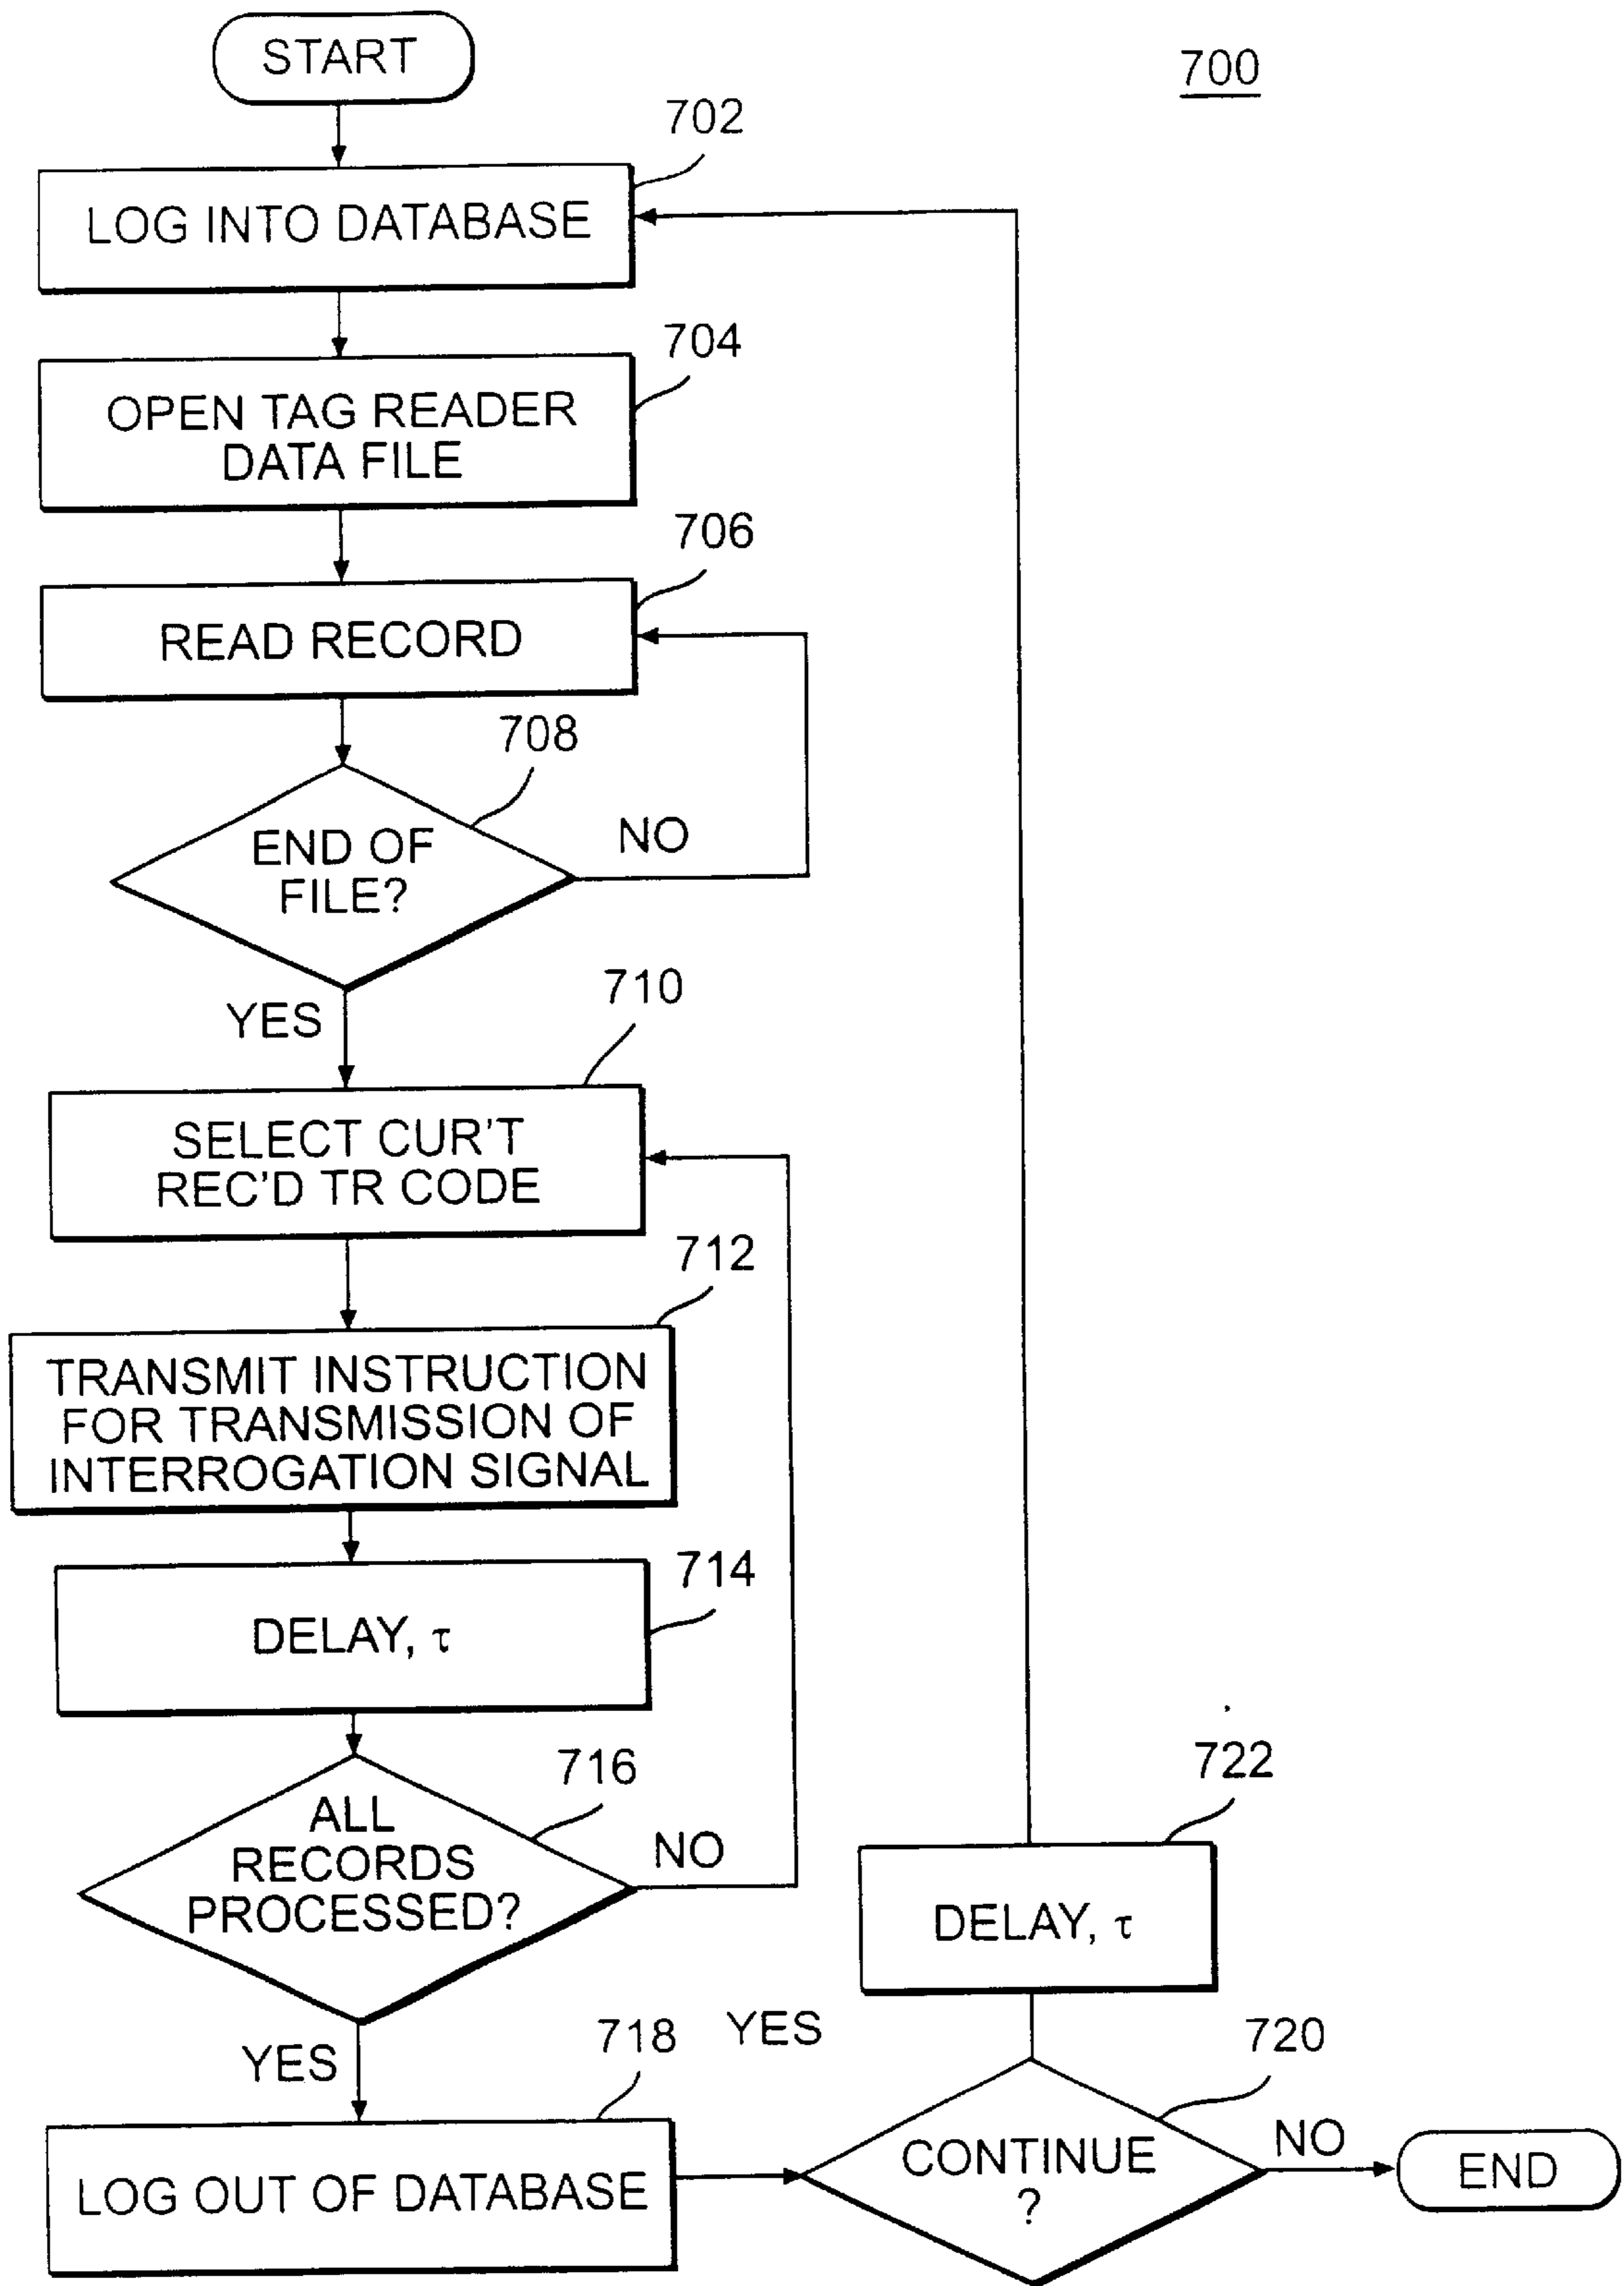 START
700
702
LOG INTO DATABASE
704
OPEN TAG READER
DATA FILE
706
READ RECORD
708
END OF
FILE?
NO
YES
710
SELECT CUR'T
REC'D TR CODE
712
TRANSMIT INSTRUCTION
FOR TRANSMISSION OF
INTERROGATION SIGNAL
714
DELAY, τ
716
ALL
RECORDS
PROCESSED?
NO
YES
718
LOG OUT OF DATABASE
722
DELAY, τ
YES
720
CONTINUE
?
NO
END